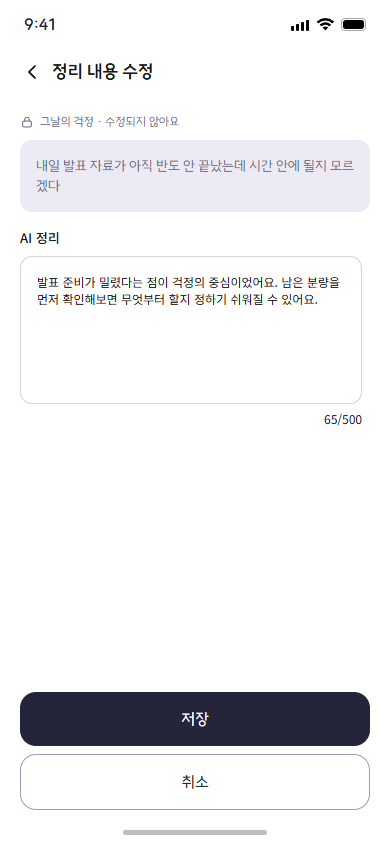 9:41
정리 내용 수정
그날의 걱정 · 수정되지 않아요
내일 발표 자료가 아직 반도 안 끝났는데 시간 안에 될지 모르
겠다
AI 정리
발표 준비가 밀렸다는 점이 걱정의 중심이었어요. 남은 분량을
먼저 확인해보면 무엇부터 할지 정하기 쉬워질 수 있어요.
65/500
저장
취소